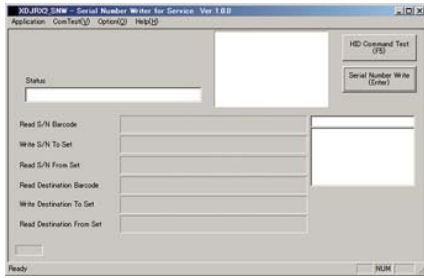 XDJRX2_SNW - Serial Number Writer for Service Ver 1.0.0
Application ComTest(V) Option(O) Help(H)
HID Command Test
(F5)
Status
Serial Number Write
(Enter)
Read S/N Barcode
Write S/N To Set
Read S/N From Set
Read Destination Barcode
Write Destination To Set
Read Destination From Set
Ready
NUM